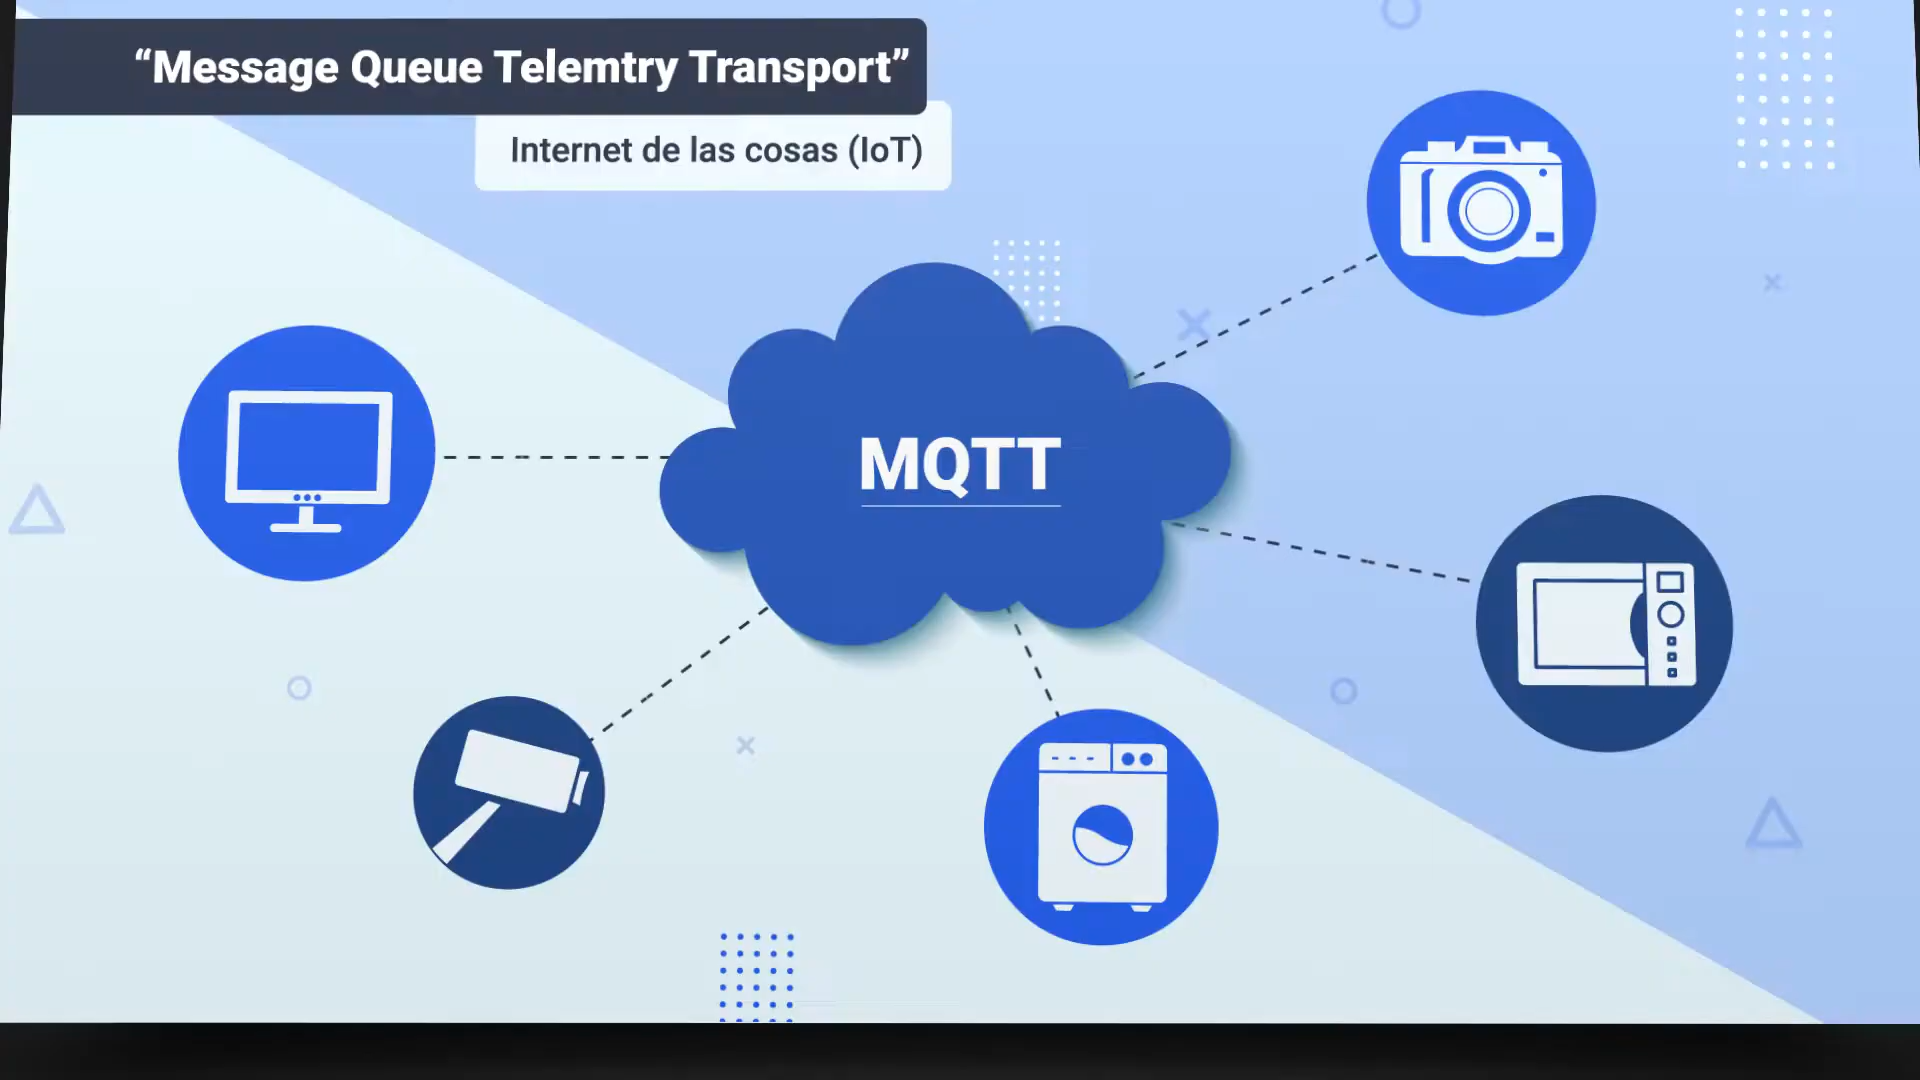 “Message Queue Telemtry Transport”
Internet de las cosas (IoT)
MQTT